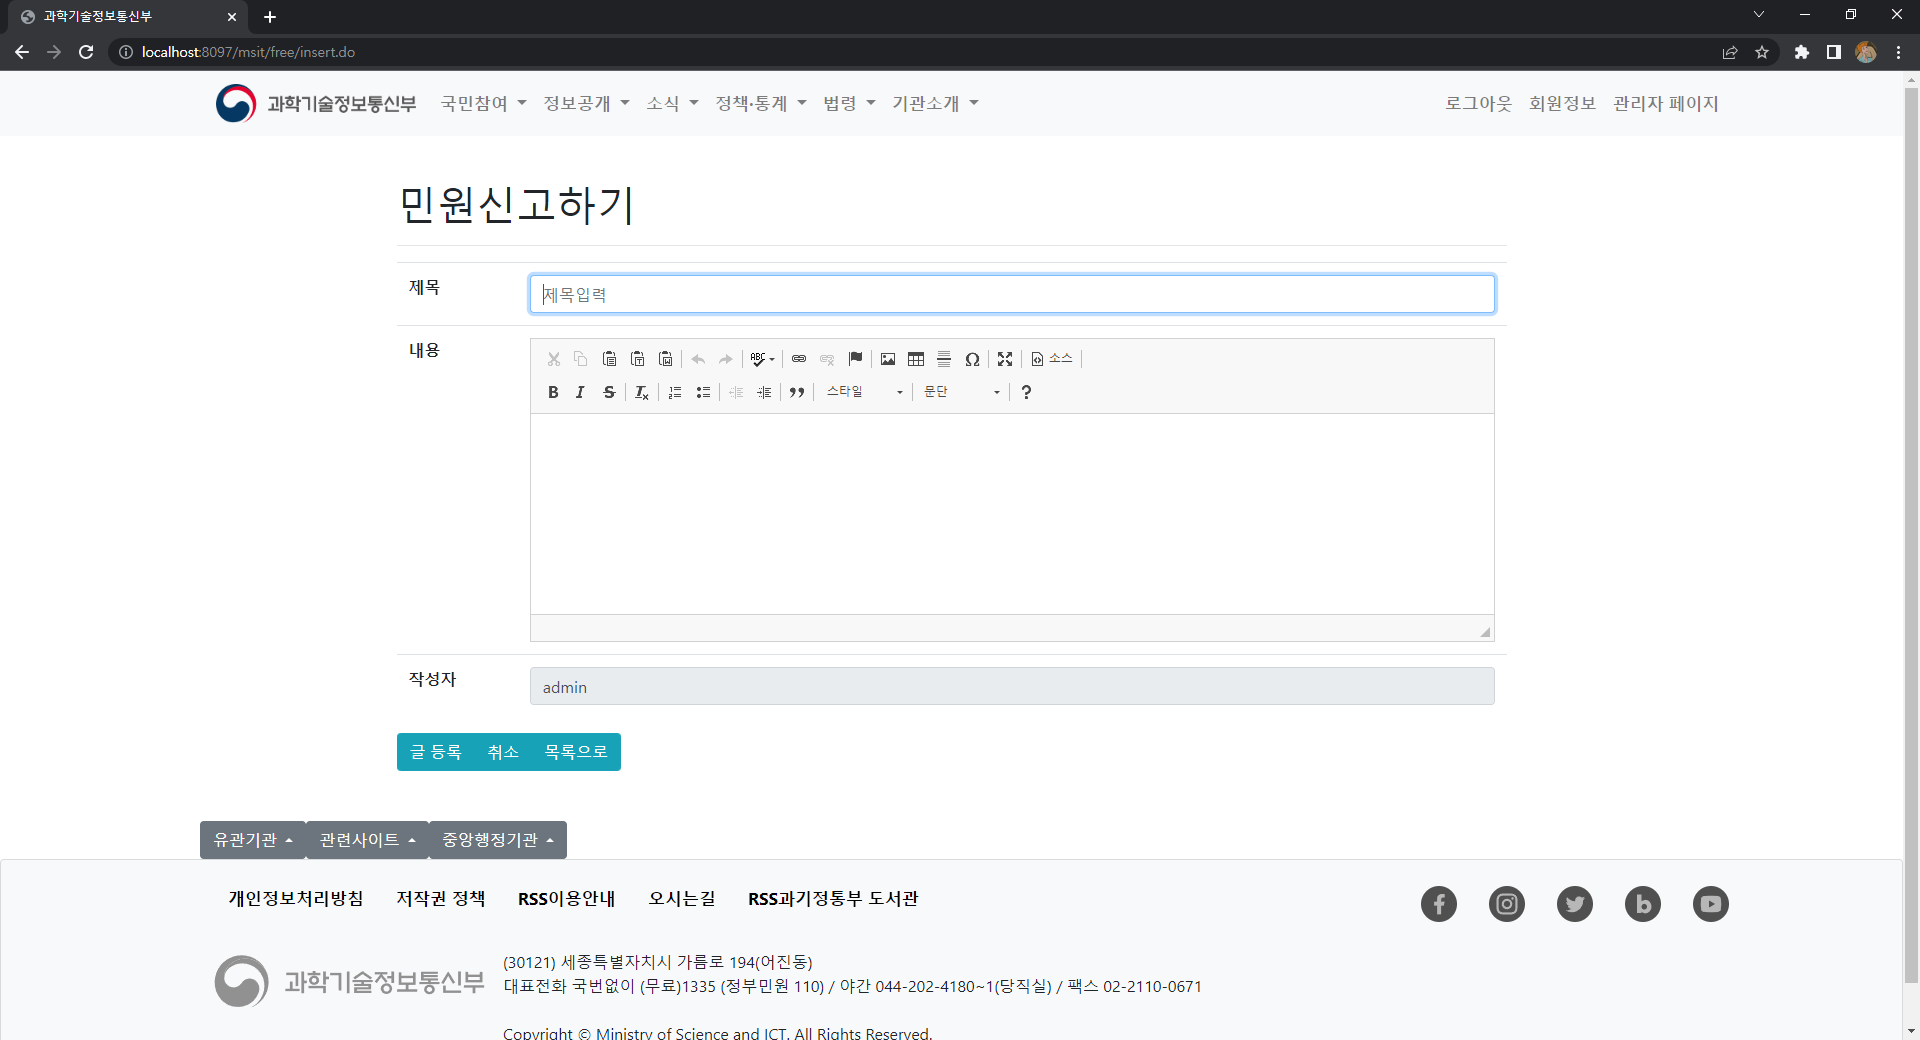 과학기술정보통신부
localhost:8097/msit/free/insert.do
과학기술정보통신부 국민참여 정보공개 소식 정책·통계 법령 기관소개 로그아웃 회원정보 관리자 페이지
민원신고하기
제목 제목입력
내용
ABC 소스
B I S Tx 스타일 문단 ?
작성자 admin
글 등록 취소 목록으로
유관기관 관련사이트 중앙행정기관
개인정보처리방침 저작권 정책 RSS이용안내 오시는길 RSS과기정통부 도서관
과학기술정보통신부
(30121) 세종특별자치시 가름로 194(어진동)
대표전화 국번없이 (무료)1335 (정부민원 110) / 야간 044-202-4180~1(당직실) / 팩스 02-2110-0671
Copyright © Ministry of Science and ICT. All Rights Reserved.